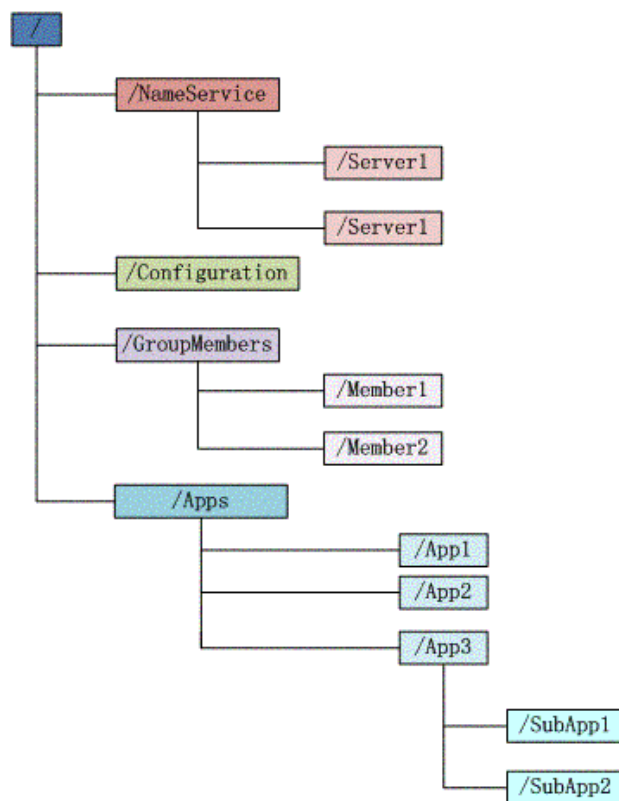 /
/NameService
/Server1
/Server1
/Configuration
/GroupMembers
/Member1
/Member2
/Apps
/App1
/App2
/App3
/SubApp1
/SubApp2